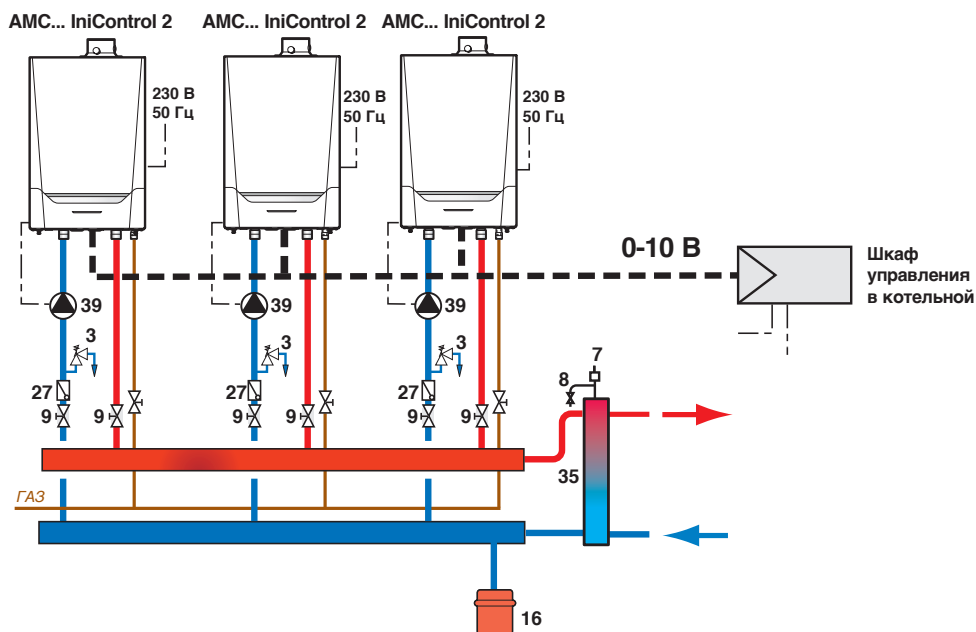 AMC... IniControl 2
AMC... IniControl 2
AMC... IniControl 2
230 В
50 Гц
230 В
50 Гц
230 В
50 Гц
0-10 В
Шкаф
управления
в котельной
39
39
39
3
3
3
7
8
27
27
27
9
9
9
9
9
9
35
ГАЗ
16